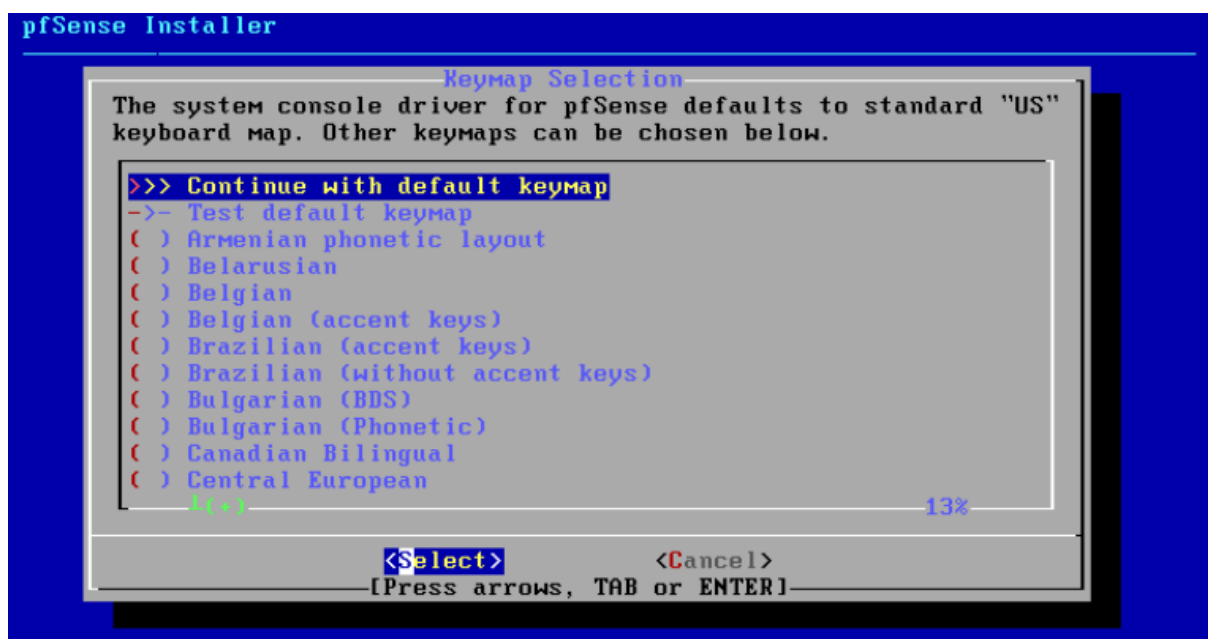 pfSense Installer
Keymap Selection
The system console driver for pfSense defaults to standard "US"
keyboard map. Other keymaps can be chosen below.
>>> Continue with default keymap
->- Test default keymap
( ) Armenian phonetic layout
( ) Belarusian
( ) Belgian
( ) Belgian (accent keys)
( ) Brazilian (accent keys)
( ) Brazilian (without accent keys)
( ) Bulgarian (BDS)
( ) Bulgarian (Phonetic)
( ) Canadian Bilingual
( ) Central European
┴(+) 13%
<Select> <Cancel>
[Press arrows, TAB or ENTER]